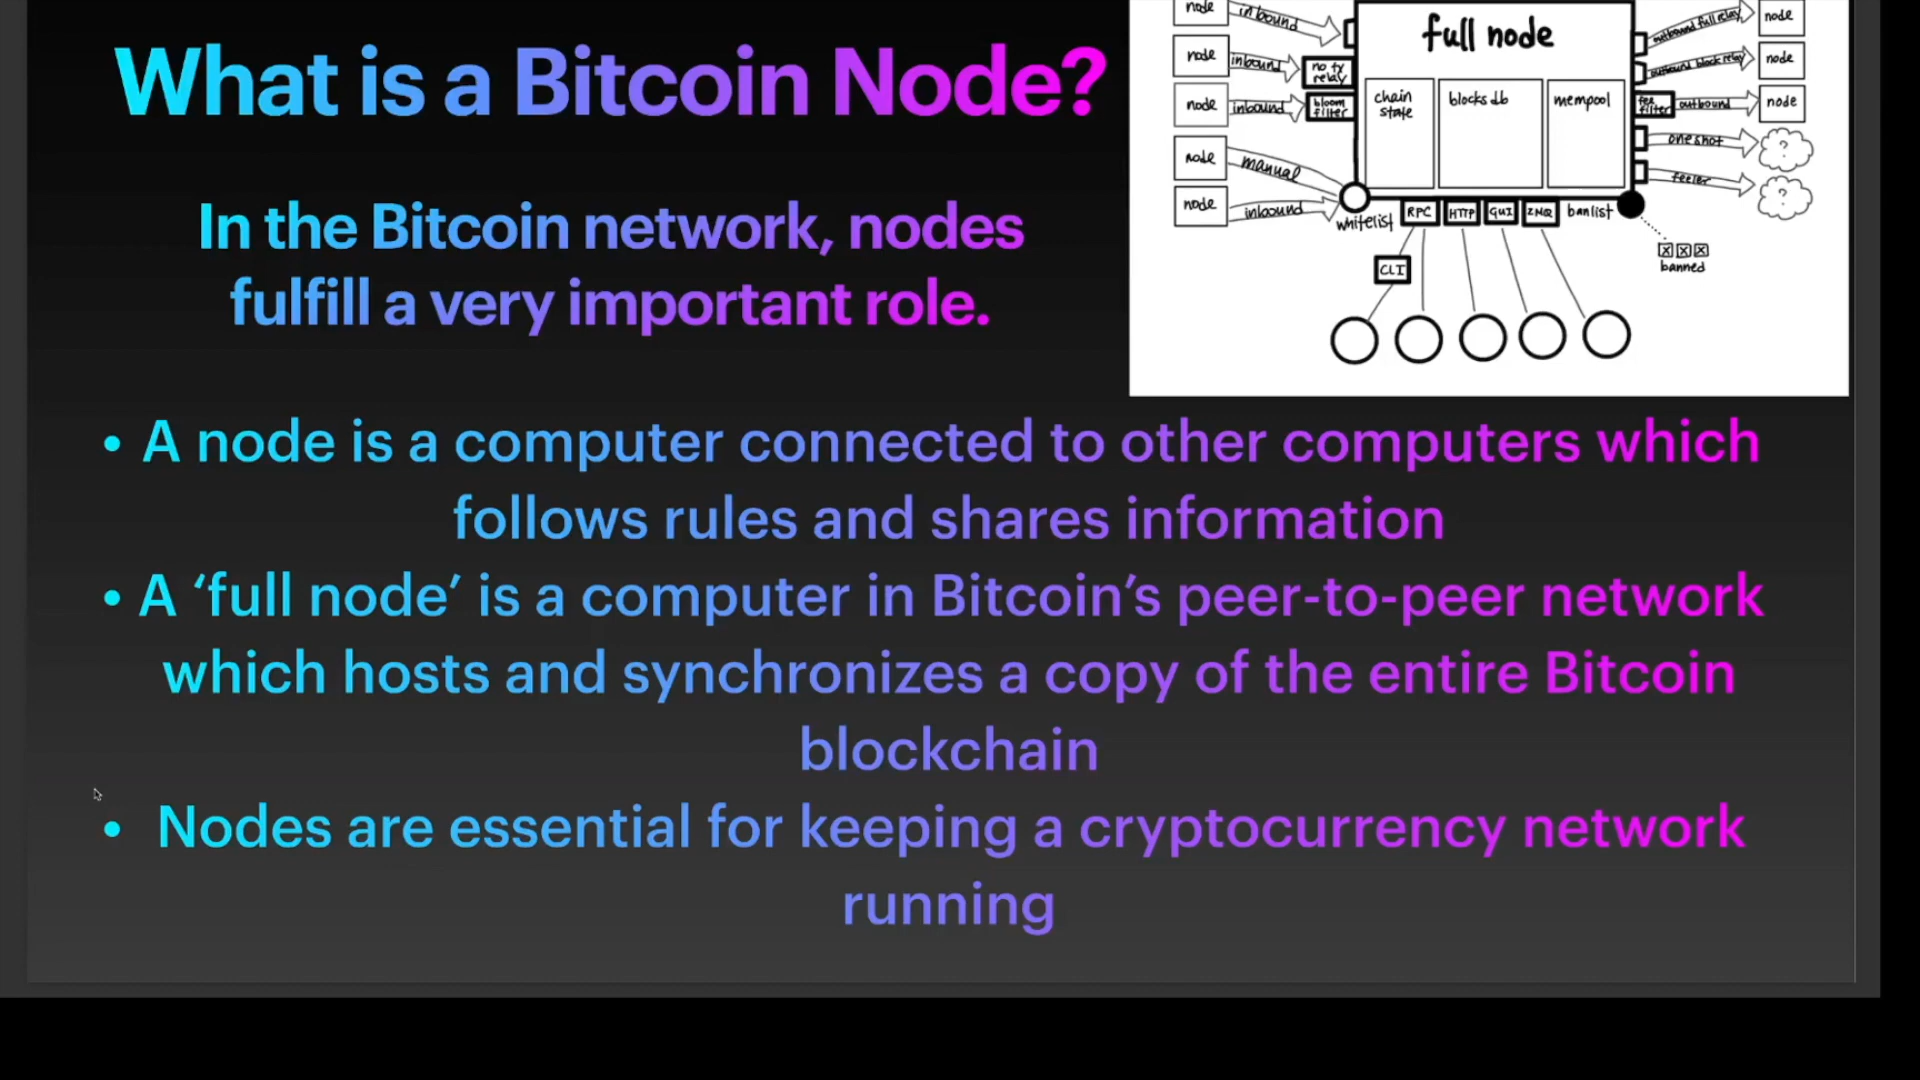 What is a Bitcoin Node?
In the Bitcoin network, nodes
fulfill a very important role.
node
inbound
full node
outbound full relay
node
node
inbound
no tx
relay
outbound block relay
node
node
inbound
bloom
filter
chain
state
blocks db
mempool
fee
filter
outbound
node
one shot
?
node
manual
feeler
?
node
inbound
whitelist
RPC
HTTP
GUI
ZMQ
banlist
CLI
banned
• A node is a computer connected to other computers which
follows rules and shares information
• A ‘full node’ is a computer in Bitcoin’s peer-to-peer network
which hosts and synchronizes a copy of the entire Bitcoin
blockchain
• Nodes are essential for keeping a cryptocurrency network
running